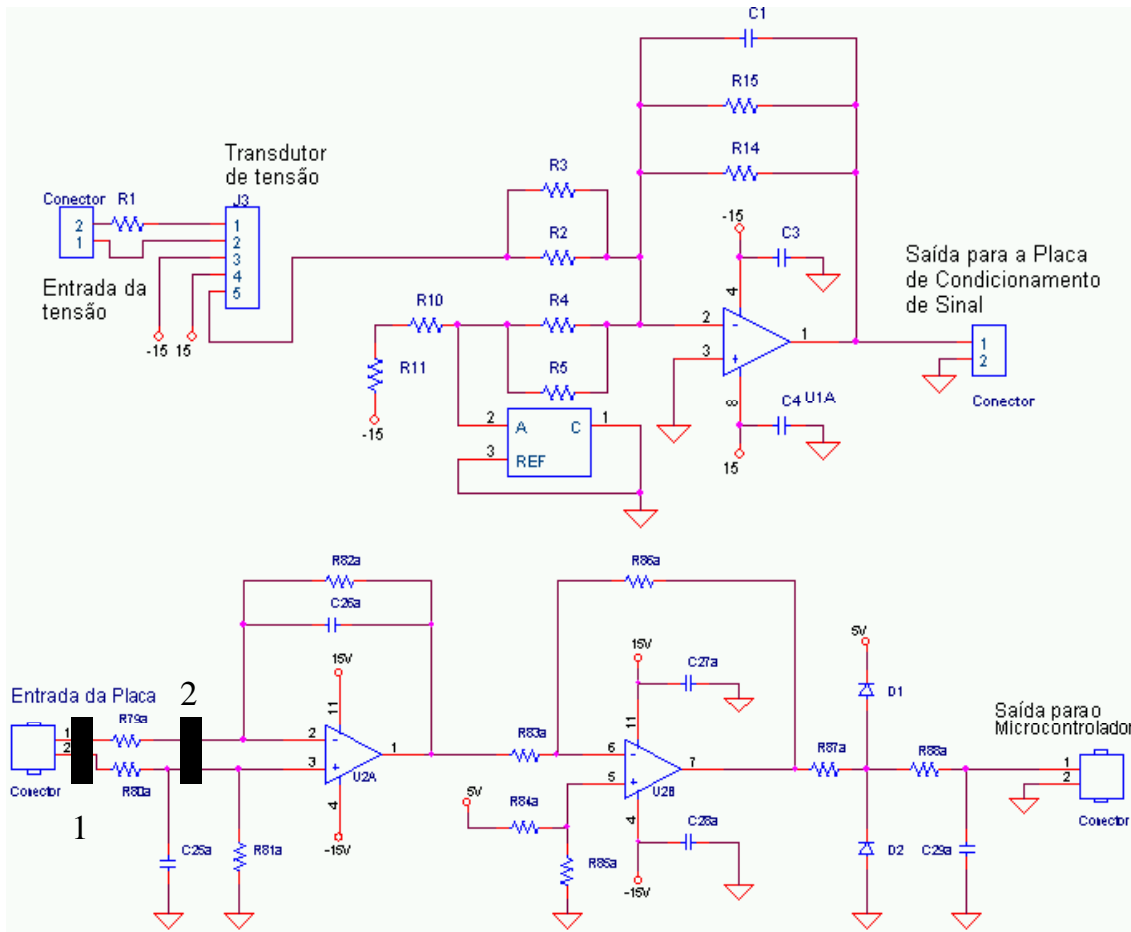 C1
R15
R14
Transdutor
de tensão
J3
R3
R2
Conector
R1
2
1
1
2
3
4
5
Entrada da
tensão
-15
15
-15
C3
4
Saída para a Placa
de Condicionamento
de Sinal
R10
R4
R11
R5
-15
2
-
3
+
1
1
2
Conector
8
C4
U1A
15
2
A
C
1
3
REF
R82a
C26a
R86a
15V
11
15V
11
C27a
5V
D1
Entrada da Placa
2
1
2
R79a
R80a
Conector
1
2
-
3
+
1
U2A
4
-15V
C25a
R81a
R83a
6
-
5
+
7
U2B
5V
R84a
R85a
4
C28a
-15V
R87a
R88a
D2
C29a
Saída parao
Microcontrolador
1
2
Conector